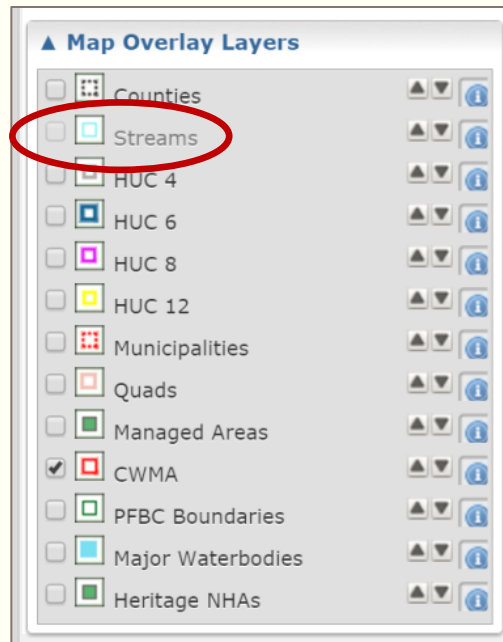 ▲ Map Overlay Layers
Counties
Streams
HUC 4
HUC 6
HUC 8
HUC 12
Municipalities
Quads
Managed Areas
CWMA
PFBC Boundaries
Major Waterbodies
Heritage NHAs